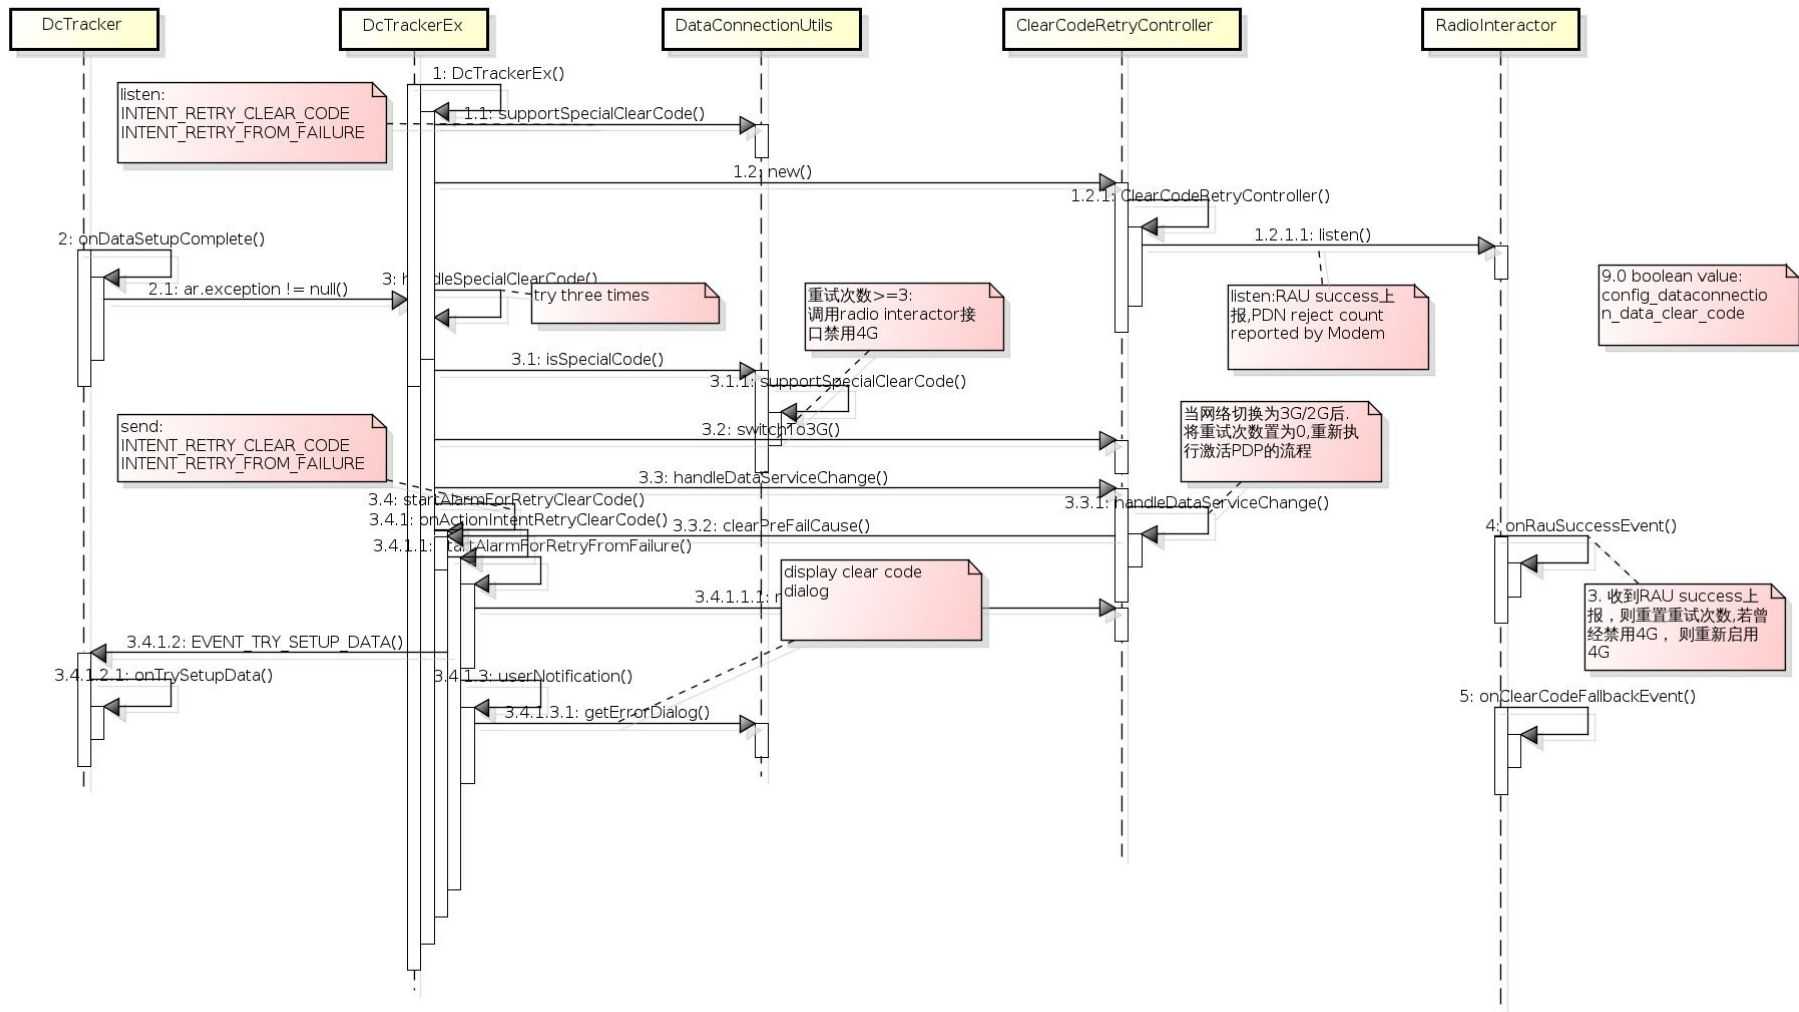 DcTracker
DcTrackerEx
DataConnectionUtils
ClearCodeRetryController
RadioInteractor
1: DcTrackerEx()
listen:
INTENT_RETRY_CLEAR_CODE
INTENT_RETRY_FROM_FAILURE
1.1: supportSpecialClearCode()
1.2: new()
1.2.1: ClearCodeRetryController()
1.2.1.1: listen()
2: onDataSetupComplete()
2.1: ar.exception != null()
3: handleSpecialClearCode()
try three times
重试次数>=3:
调用radio interactor接
口禁用4G
listen:RAU success上
报,PDN reject count
reported by Modem
9.0 boolean value:
config_dataconnectio
n_data_clear_code
3.1: isSpecialCode()
3.1.1: supportSpecialClearCode()
3.2: switchTo3G()
当网络切换为3G/2G后.
将重试次数置为0,重新执
行激活PDP的流程
send:
INTENT_RETRY_CLEAR_CODE
INTENT_RETRY_FROM_FAILURE
3.3: handleDataServiceChange()
3.3.1: handleDataServiceChange()
3.4: startAlarmForRetryClearCode()
3.4.1: onActionIntentRetryClearCode()
3.3.2: clearPreFailCause()
4: onRauSuccessEvent()
3.4.1.1: startAlarmForRetryFromFailure()
display clear code
dialog
3.4.1.1.1:
3. 收到RAU success上
报，则重置重试次数,若曾
经禁用4G， 则重新启用
4G
3.4.1.2: EVENT_TRY_SETUP_DATA()
3.4.1.2.1: onTrySetupData()
3.4.1.3: userNotification()
3.4.1.3.1: getErrorDialog()
5: onClearCodeFallbackEvent()